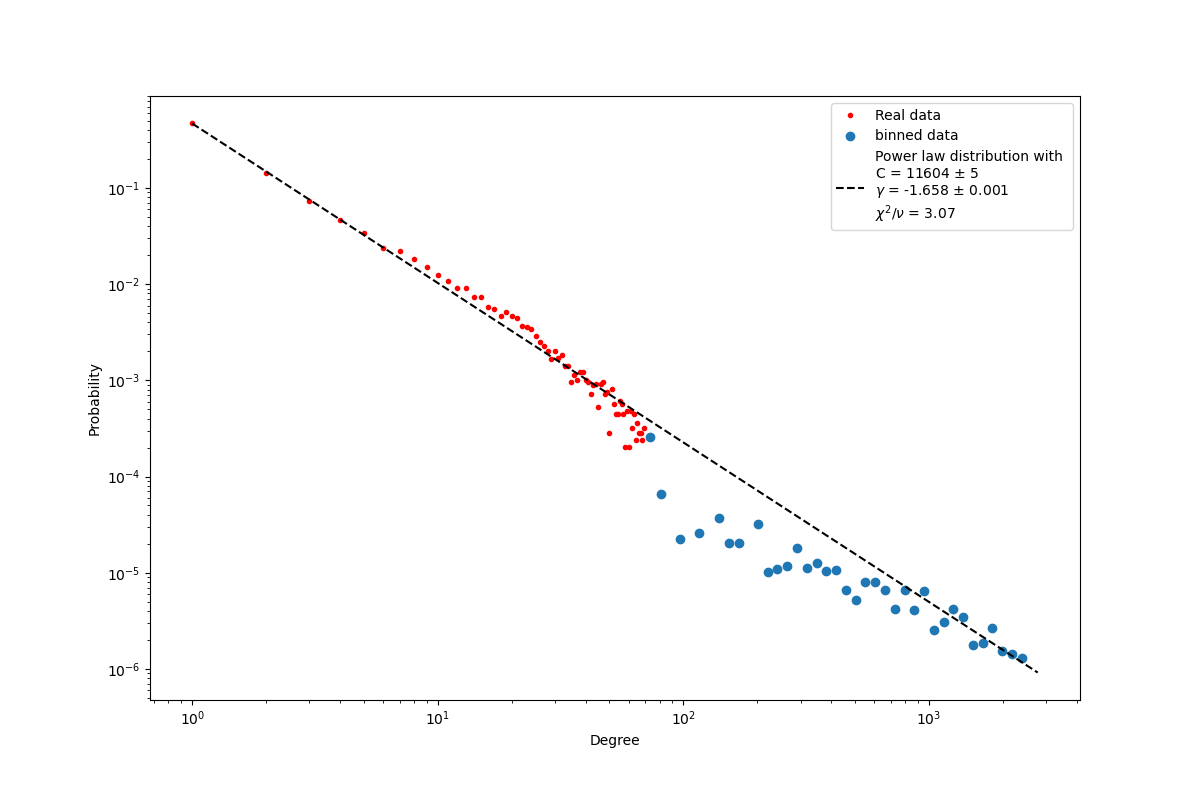 Real data
binned data
Power law distribution with
C = 11604 ± 5
γ = -1.658 ± 0.001
χ²/ν = 3.07
Probability
10⁻¹
10⁻²
10⁻³
10⁻⁴
10⁻⁵
10⁻⁶
10⁰ 10¹ 10² 10³
Degree